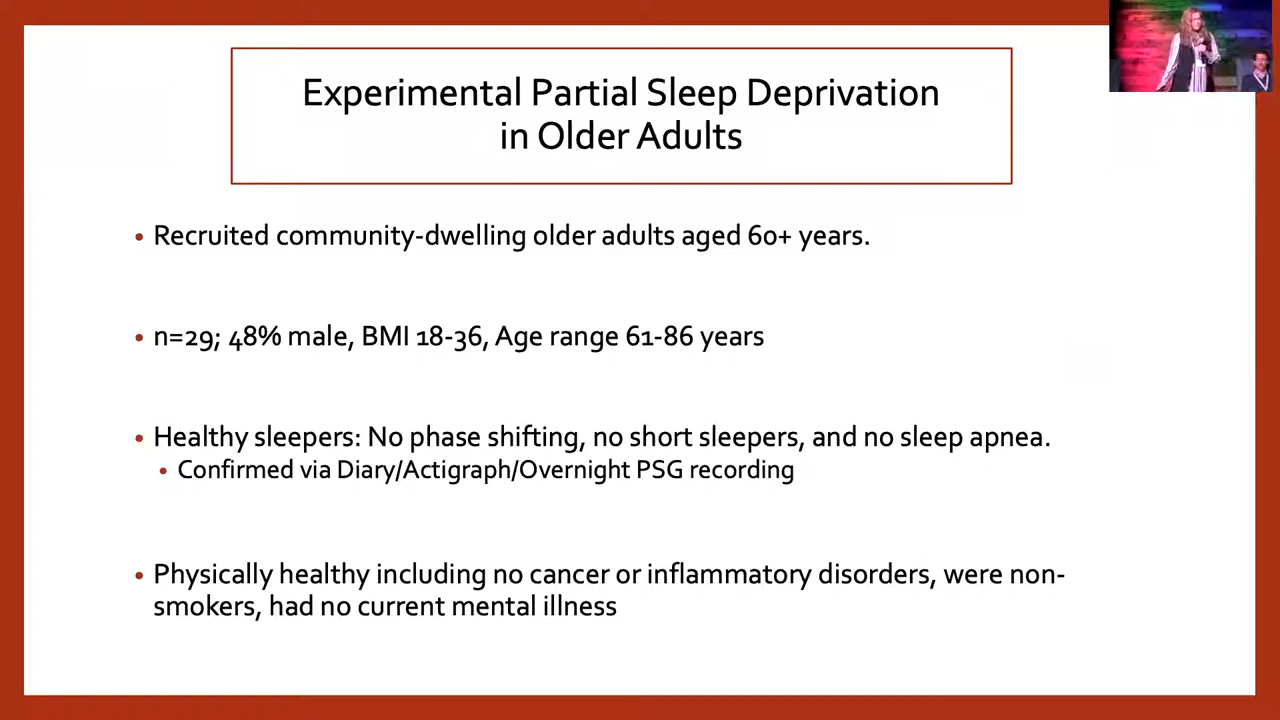 Experimental Partial Sleep Deprivation
in Older Adults
• Recruited community-dwelling older adults aged 60+ years.
• n=29; 48% male, BMI 18-36, Age range 61-86 years
• Healthy sleepers: No phase shifting, no short sleepers, and no sleep apnea.
• Confirmed via Diary/Actigraph/Overnight PSG recording
• Physically healthy including no cancer or inflammatory disorders, were non-
smokers, had no current mental illness